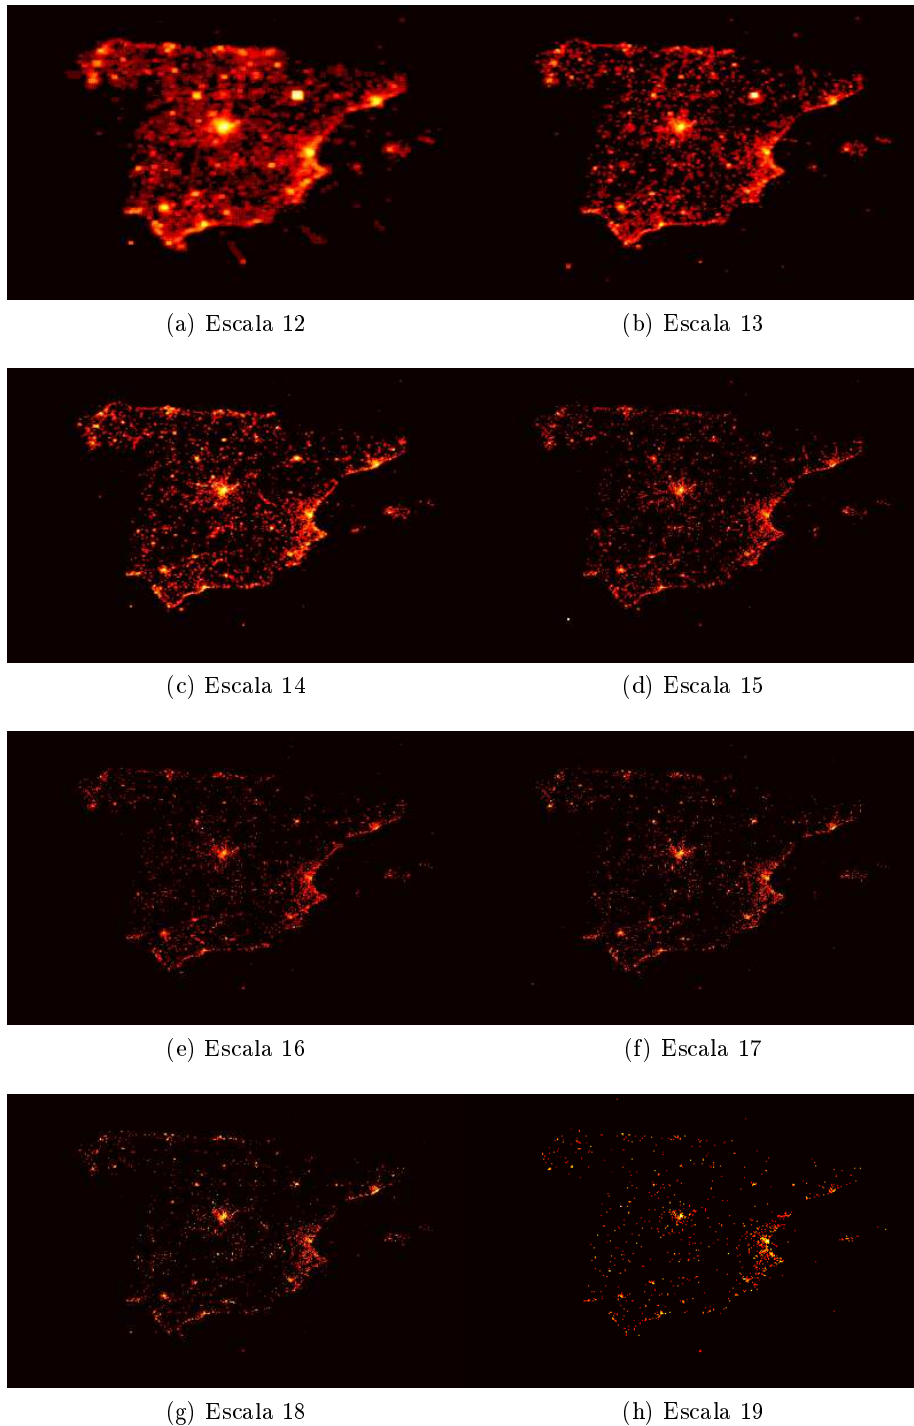 (a) Escala 12
(b) Escala 13
(c) Escala 14
(d) Escala 15
(e) Escala 16
(f) Escala 17
(g) Escala 18
(h) Escala 19